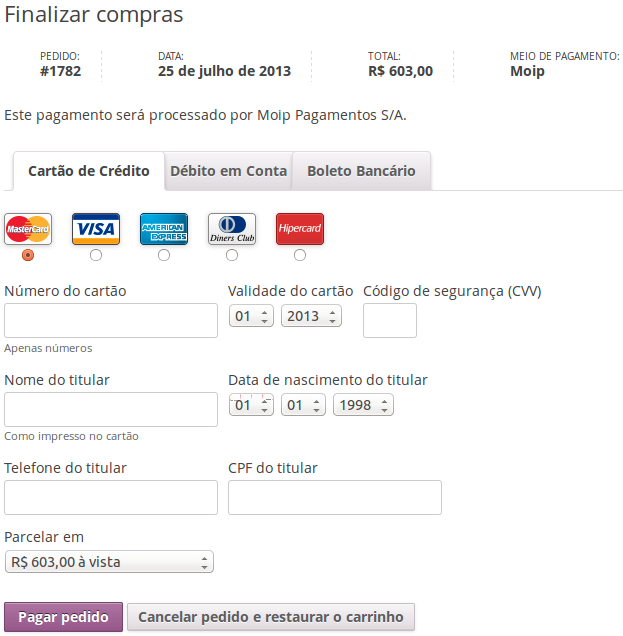 Finalizar compras
PEDIDO: DATA: TOTAL: MEIO DE PAGAMENTO:
#1782 25 de julho de 2013 R$ 603,00 Moip
Este pagamento será processado por Moip Pagamentos S/A.
Cartão de Crédito Débito em Conta Boleto Bancário
MasterCard VISA AMERICAN EXPRESS Diners Club Hipercard
Número do cartão Validade do cartão Código de segurança (CVV)
01 2013
Apenas números
Nome do titular Data de nascimento do titular
01 01 1998
Como impresso no cartão
Telefone do titular CPF do titular
Parcelar em
R$ 603,00 à vista
Pagar pedido Cancelar pedido e restaurar o carrinho